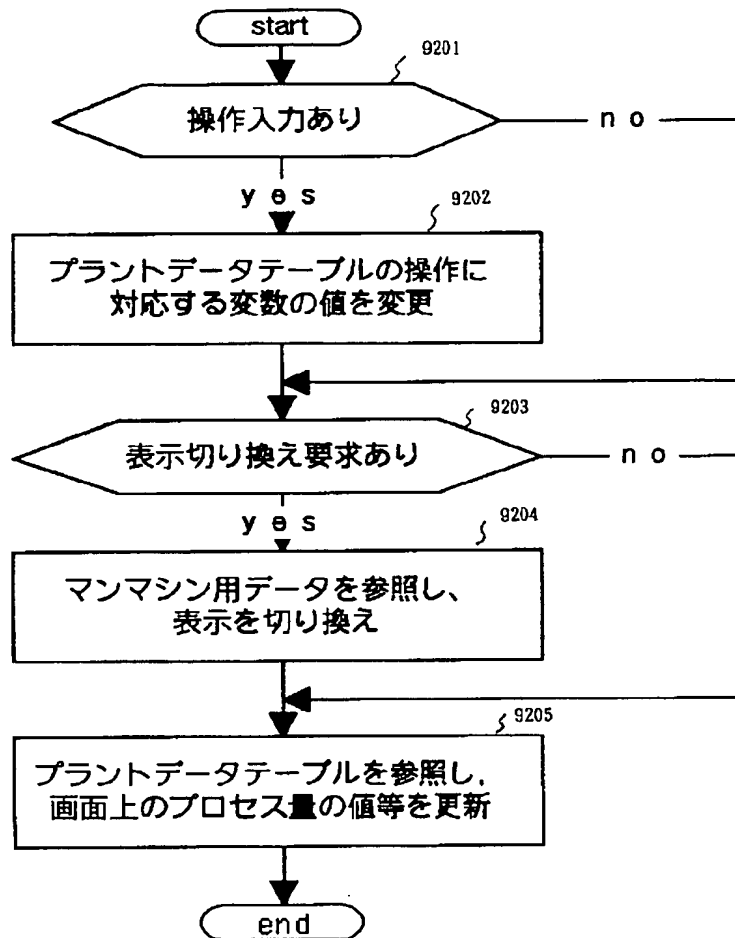 start
9201
操作入力あり
no
yes
9202
プラントデータテーブルの操作に
対応する変数の値を変更
9203
表示切り換え要求あり
no
yes
9204
マンマシン用データを参照し、
表示を切り換え
9205
プラントデータテーブルを参照し、
画面上のプロセス量の値等を更新
end